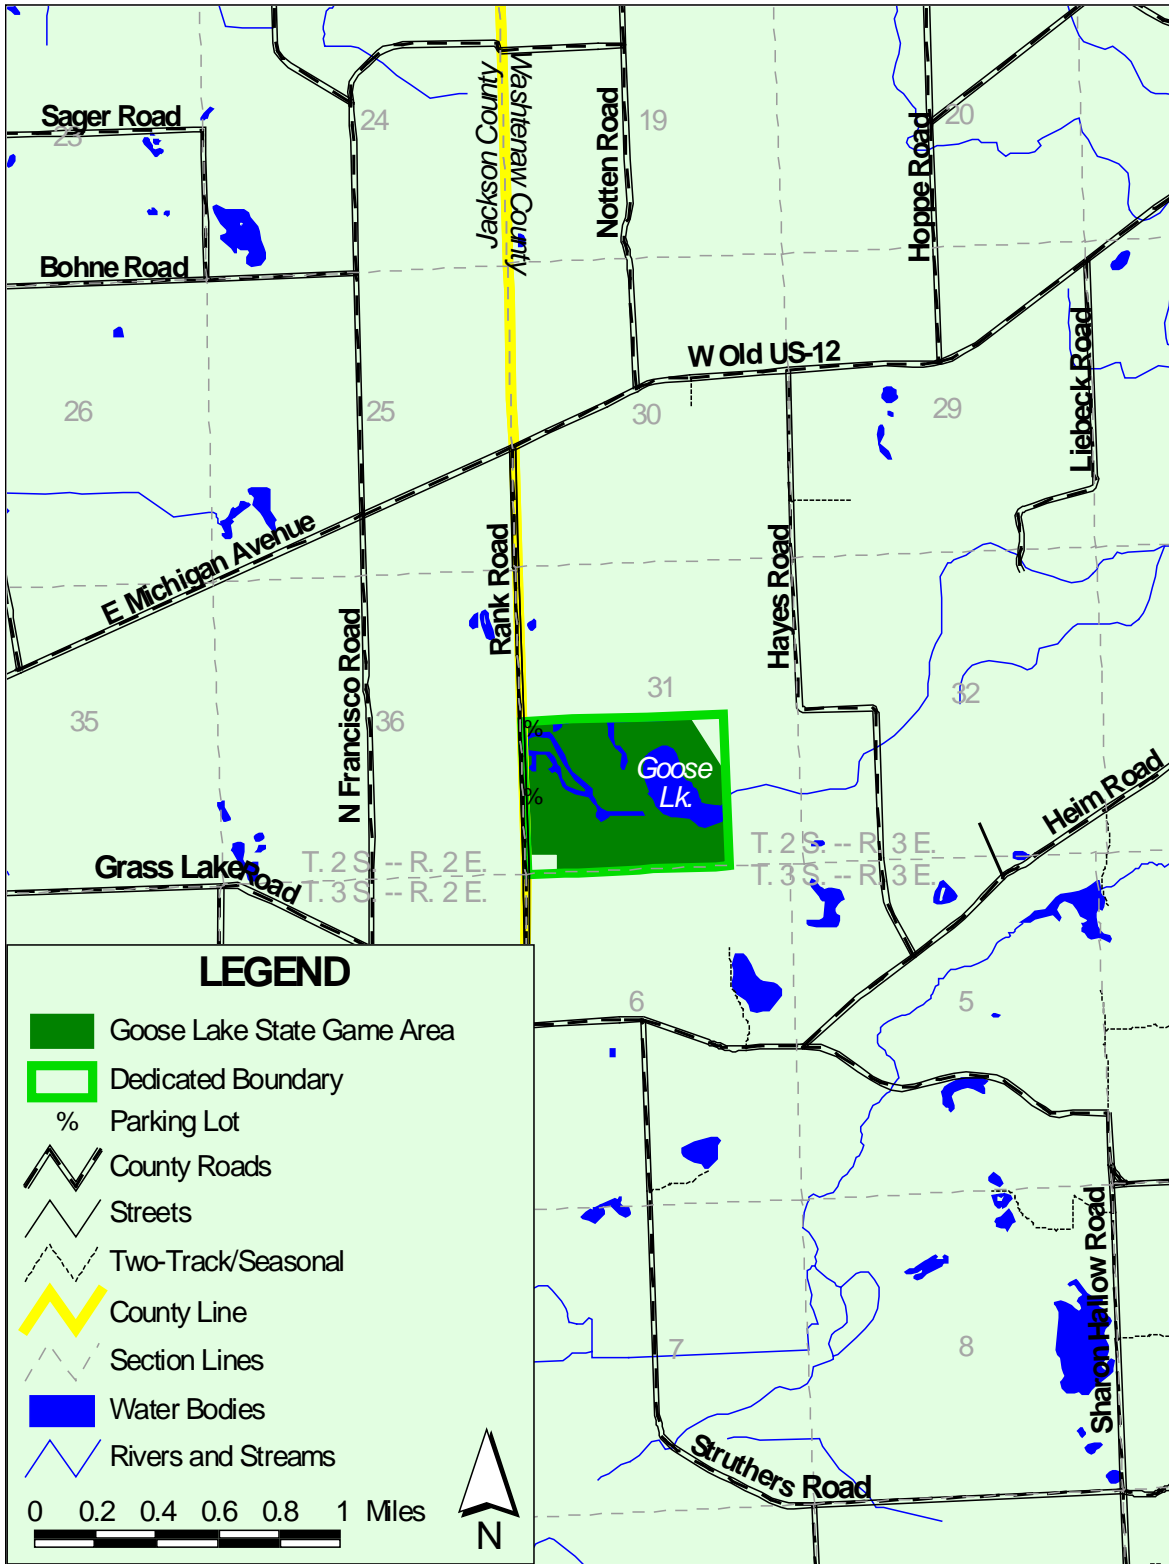 Sager Road
23
24
Jackson County
Washtenaw County
Notten Road
19
Hoppe Road
20
Bohne Road
W Old US-12
Liebeck Road
26
25
30
29
E Michigan Avenue
N Francisco Road
Rank Road
Hayes Road
35
36
31
32
%
Goose
Lk.
%
Heim Road
Grass Lake Road
T. 2 S. -- R. 2 E.
T. 3 S. -- R. 2 E.
T. 2 S. -- R. 3 E.
T. 3 S. -- R. 3 E.
6
5
7
8
Sharon Hallow Road
Struthers Road
LEGEND
Goose Lake State Game Area
Dedicated Boundary
% Parking Lot
County Roads
Streets
Two-Track/Seasonal
County Line
Section Lines
Water Bodies
Rivers and Streams
0 0.2 0.4 0.6 0.8 1 Miles
N